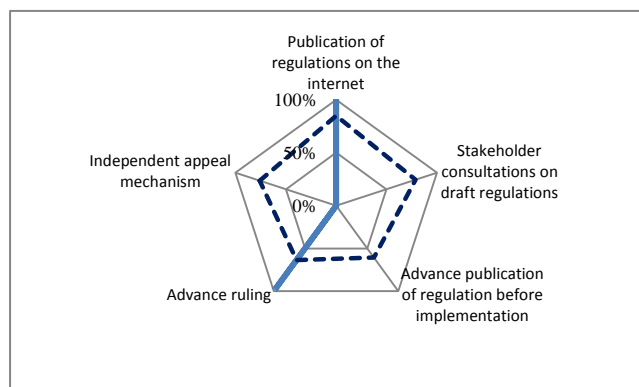 Publication of
regulations on the
internet
100%
50%
0%
Stakeholder
consultations on
draft regulations
Advance publication
of regulation before
implementation
Advance ruling
Independent appeal
mechanism